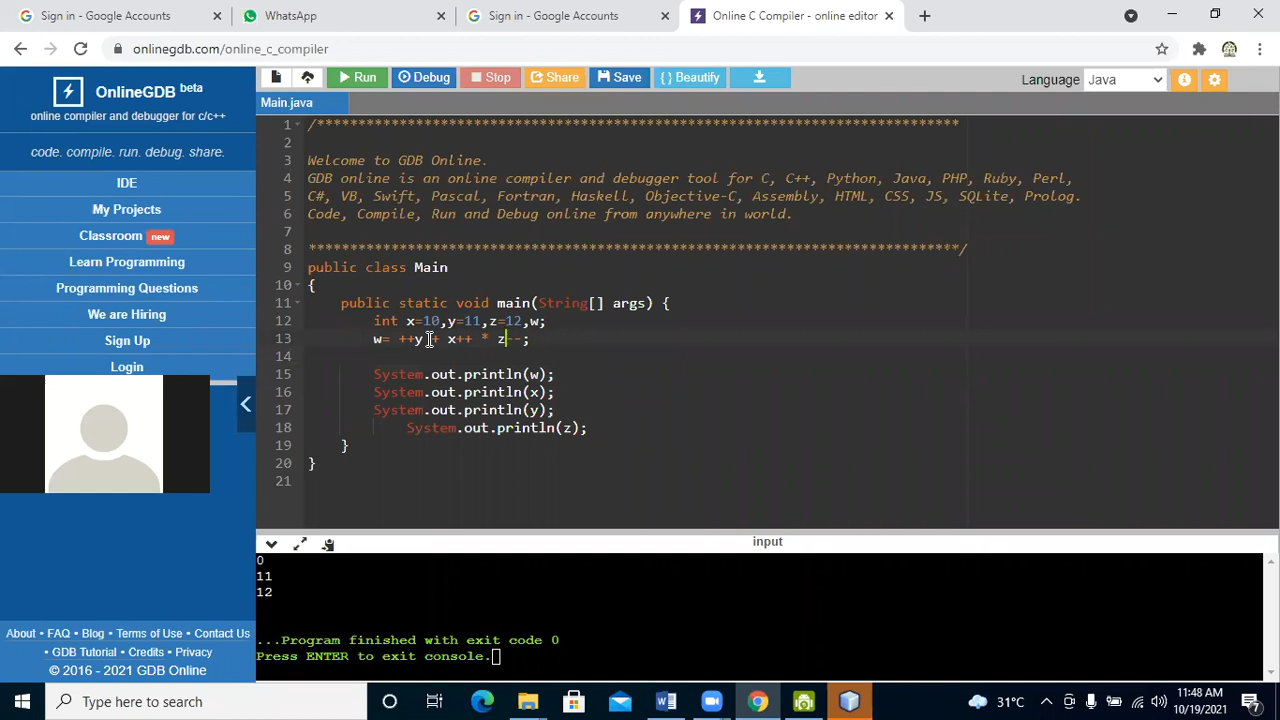 Sign in - Google Accounts
WhatsApp
Sign in - Google Accounts
Online C Compiler - online editor
onlinegdb.com/online_c_compiler
OnlineGDB beta
online compiler and debugger for c/c++
code. compile. run. debug. share.
IDE
My Projects
Classroom new
Learn Programming
Programming Questions
We are Hiring
Sign Up
Login
About • FAQ • Blog • Terms of Use • Contact Us
• GDB Tutorial • Credits • Privacy
© 2016 - 2021 GDB Online
Run Debug Stop Share Save { } Beautify
Language Java
Main.java
1 /******************************************************************************
2
3 Welcome to GDB Online.
4 GDB online is an online compiler and debugger tool for C, C++, Python, Java, PHP, Ruby, Perl,
5 C#, VB, Swift, Pascal, Fortran, Haskell, Objective-C, Assembly, HTML, CSS, JS, SQLite, Prolog.
6 Code, Compile, Run and Debug online from anywhere in world.
7
8 *******************************************************************************/
9 public class Main
10 {
11 public static void main(String[] args) {
12 int x=10,y=11,z=12,w;
13 w= ++y + x++ * z--;
14
15 System.out.println(w);
16 System.out.println(x);
17 System.out.println(y);
18 System.out.println(z);
19 }
20 }
21
input
0
11
12
...Program finished with exit code 0
Press ENTER to exit console.
Type here to search
31°C
11:48 AM
10/19/2021
7